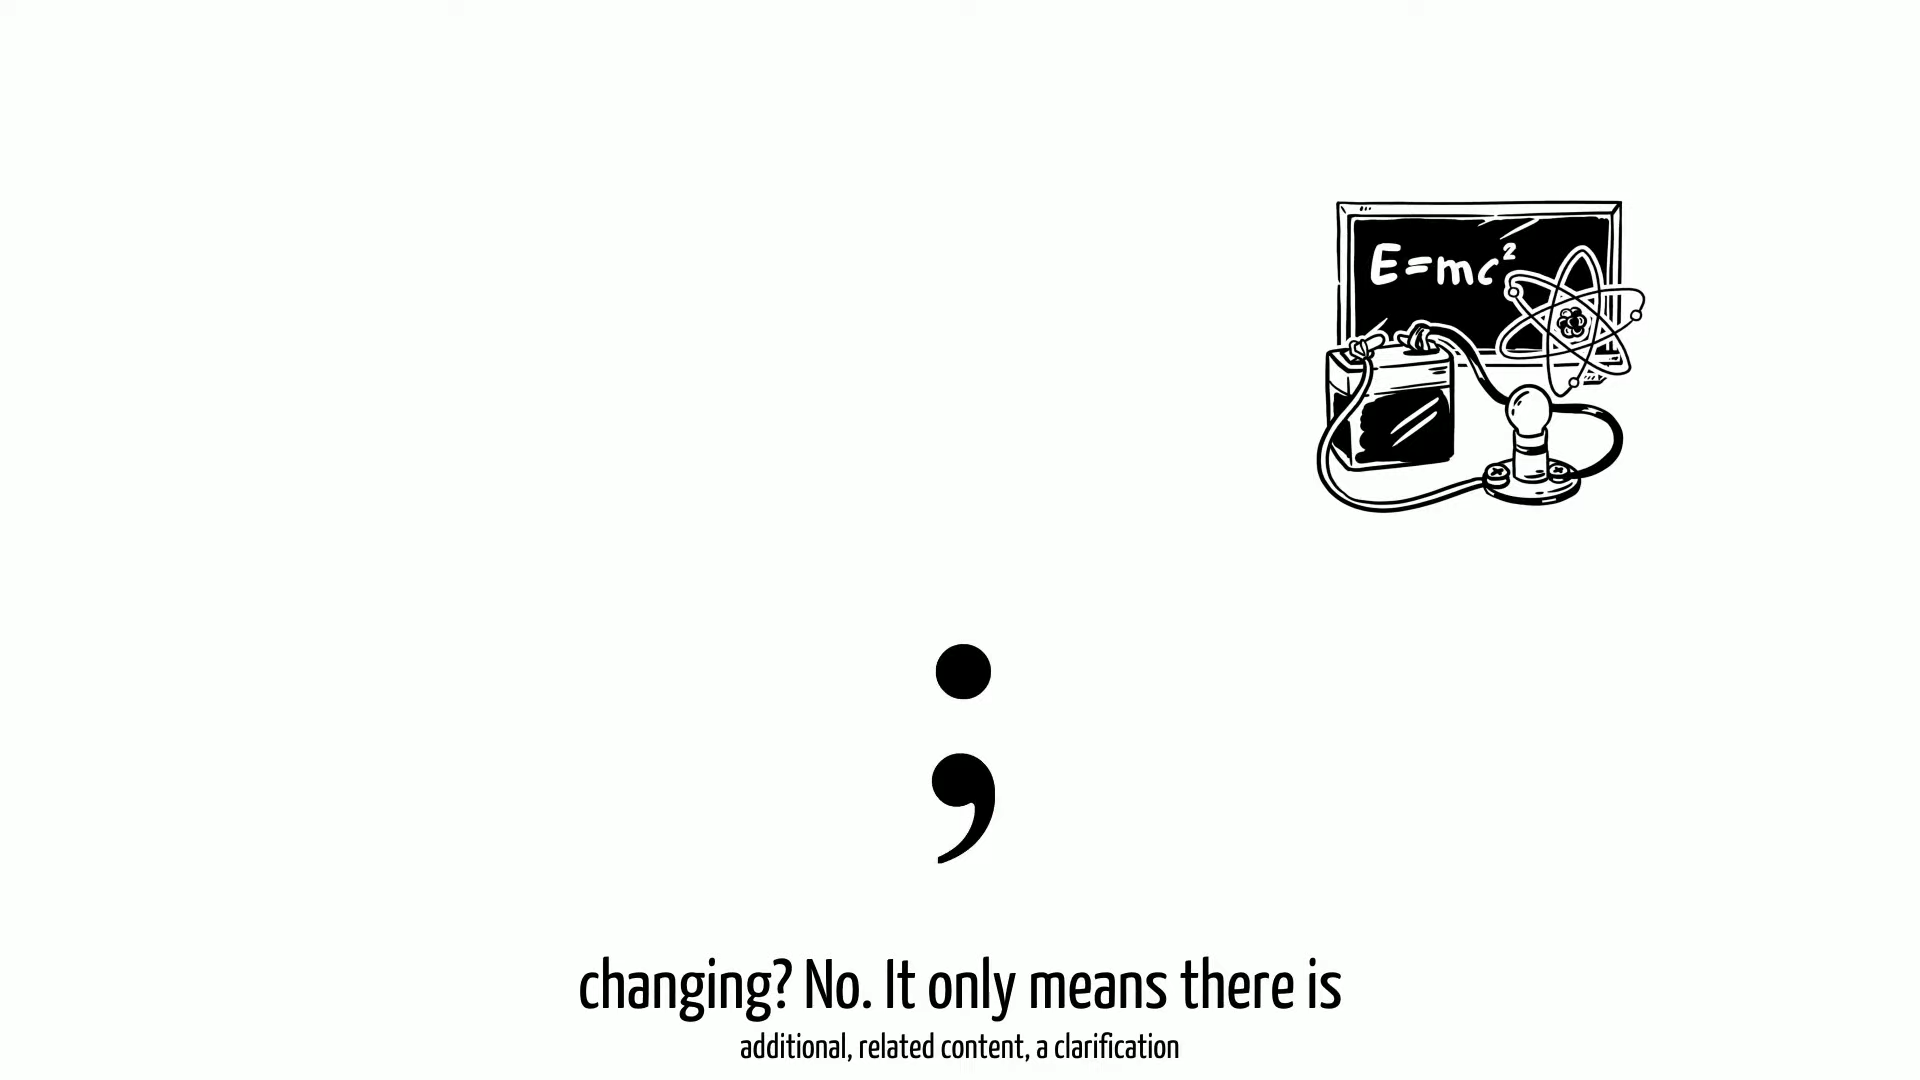 E=mc²
;
changing? No. It only means there is
additional, related content, a clarification